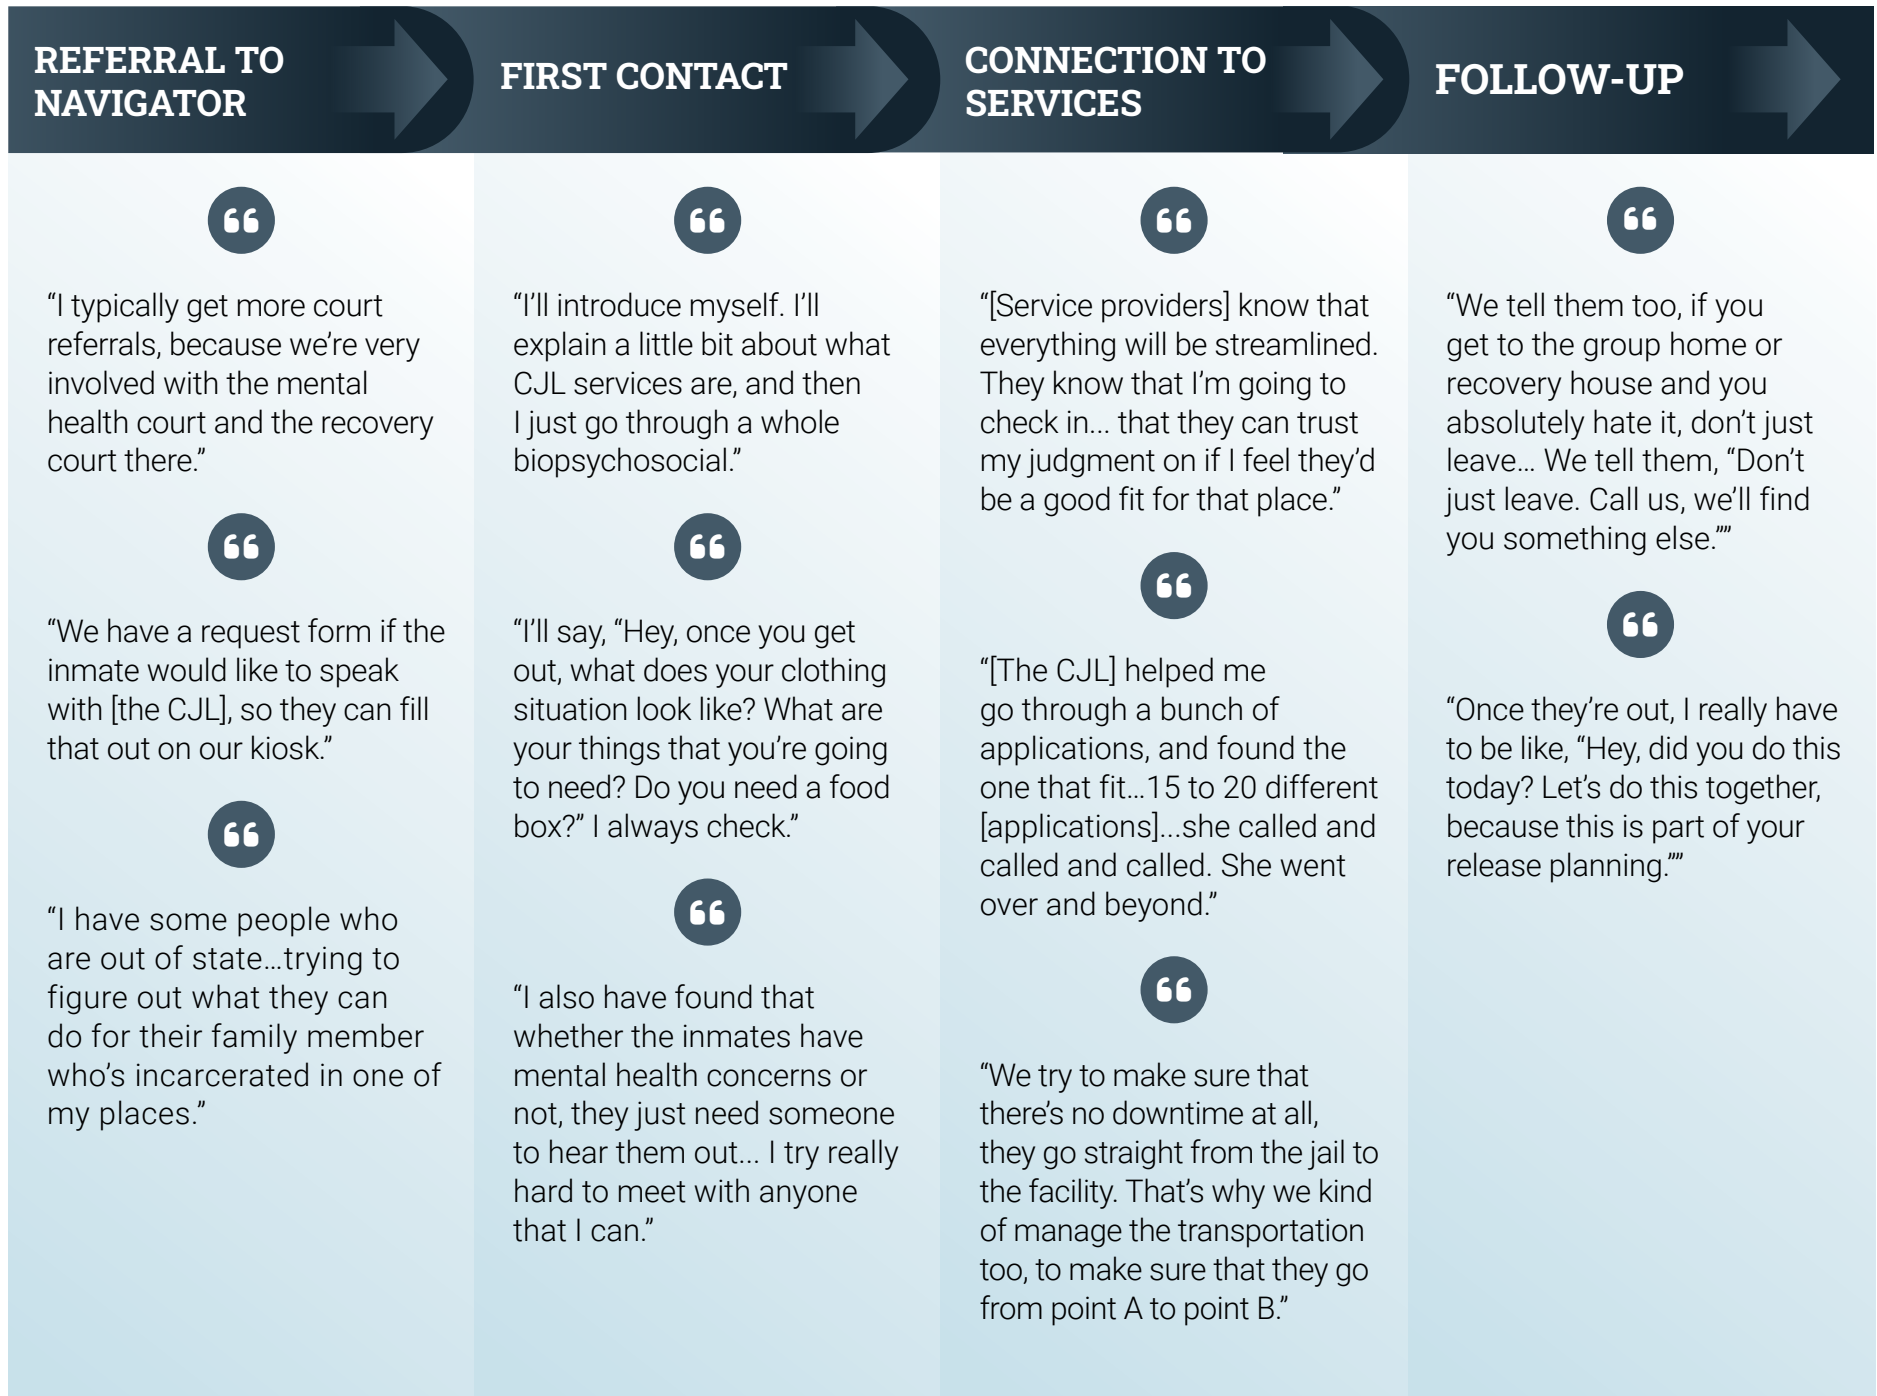 REFERRAL TO
NAVIGATOR
“I typically get more court
referrals, because we’re very
involved with the mental
health court and the recovery
court there.”
“We have a request form if the
inmate would like to speak
with [the CJL], so they can fill
that out on our kiosk.”
“I have some people who
are out of state…trying to
figure out what they can
do for their family member
who’s incarcerated in one of
my places.”
FIRST CONTACT
“I’ll introduce myself. I’ll
explain a little bit about what
CJL services are, and then
I just go through a whole
biopsychosocial.”
“I’ll say, “Hey, once you get
out, what does your clothing
situation look like? What are
your things that you’re going
to need? Do you need a food
box?” I always check.”
“I also have found that
whether the inmates have
mental health concerns or
not, they just need someone
to hear them out... I try really
hard to meet with anyone
that I can.”
CONNECTION TO
SERVICES
“[Service providers] know that
everything will be streamlined.
They know that I’m going to
check in... that they can trust
my judgment on if I feel they’d
be a good fit for that place.”
“[The CJL] helped me
go through a bunch of
applications, and found the
one that fit…15 to 20 different
[applications]...she called and
called and called. She went
over and beyond.”
“We try to make sure that
there’s no downtime at all,
they go straight from the jail to
the facility. That’s why we kind
of manage the transportation
too, to make sure that they go
from point A to point B.”
FOLLOW-UP
“We tell them too, if you
get to the group home or
recovery house and you
absolutely hate it, don’t just
leave… We tell them, “Don’t
just leave. Call us, we’ll find
you something else.””
“Once they’re out, I really have
to be like, “Hey, did you do this
today? Let’s do this together,
because this is part of your
release planning.””